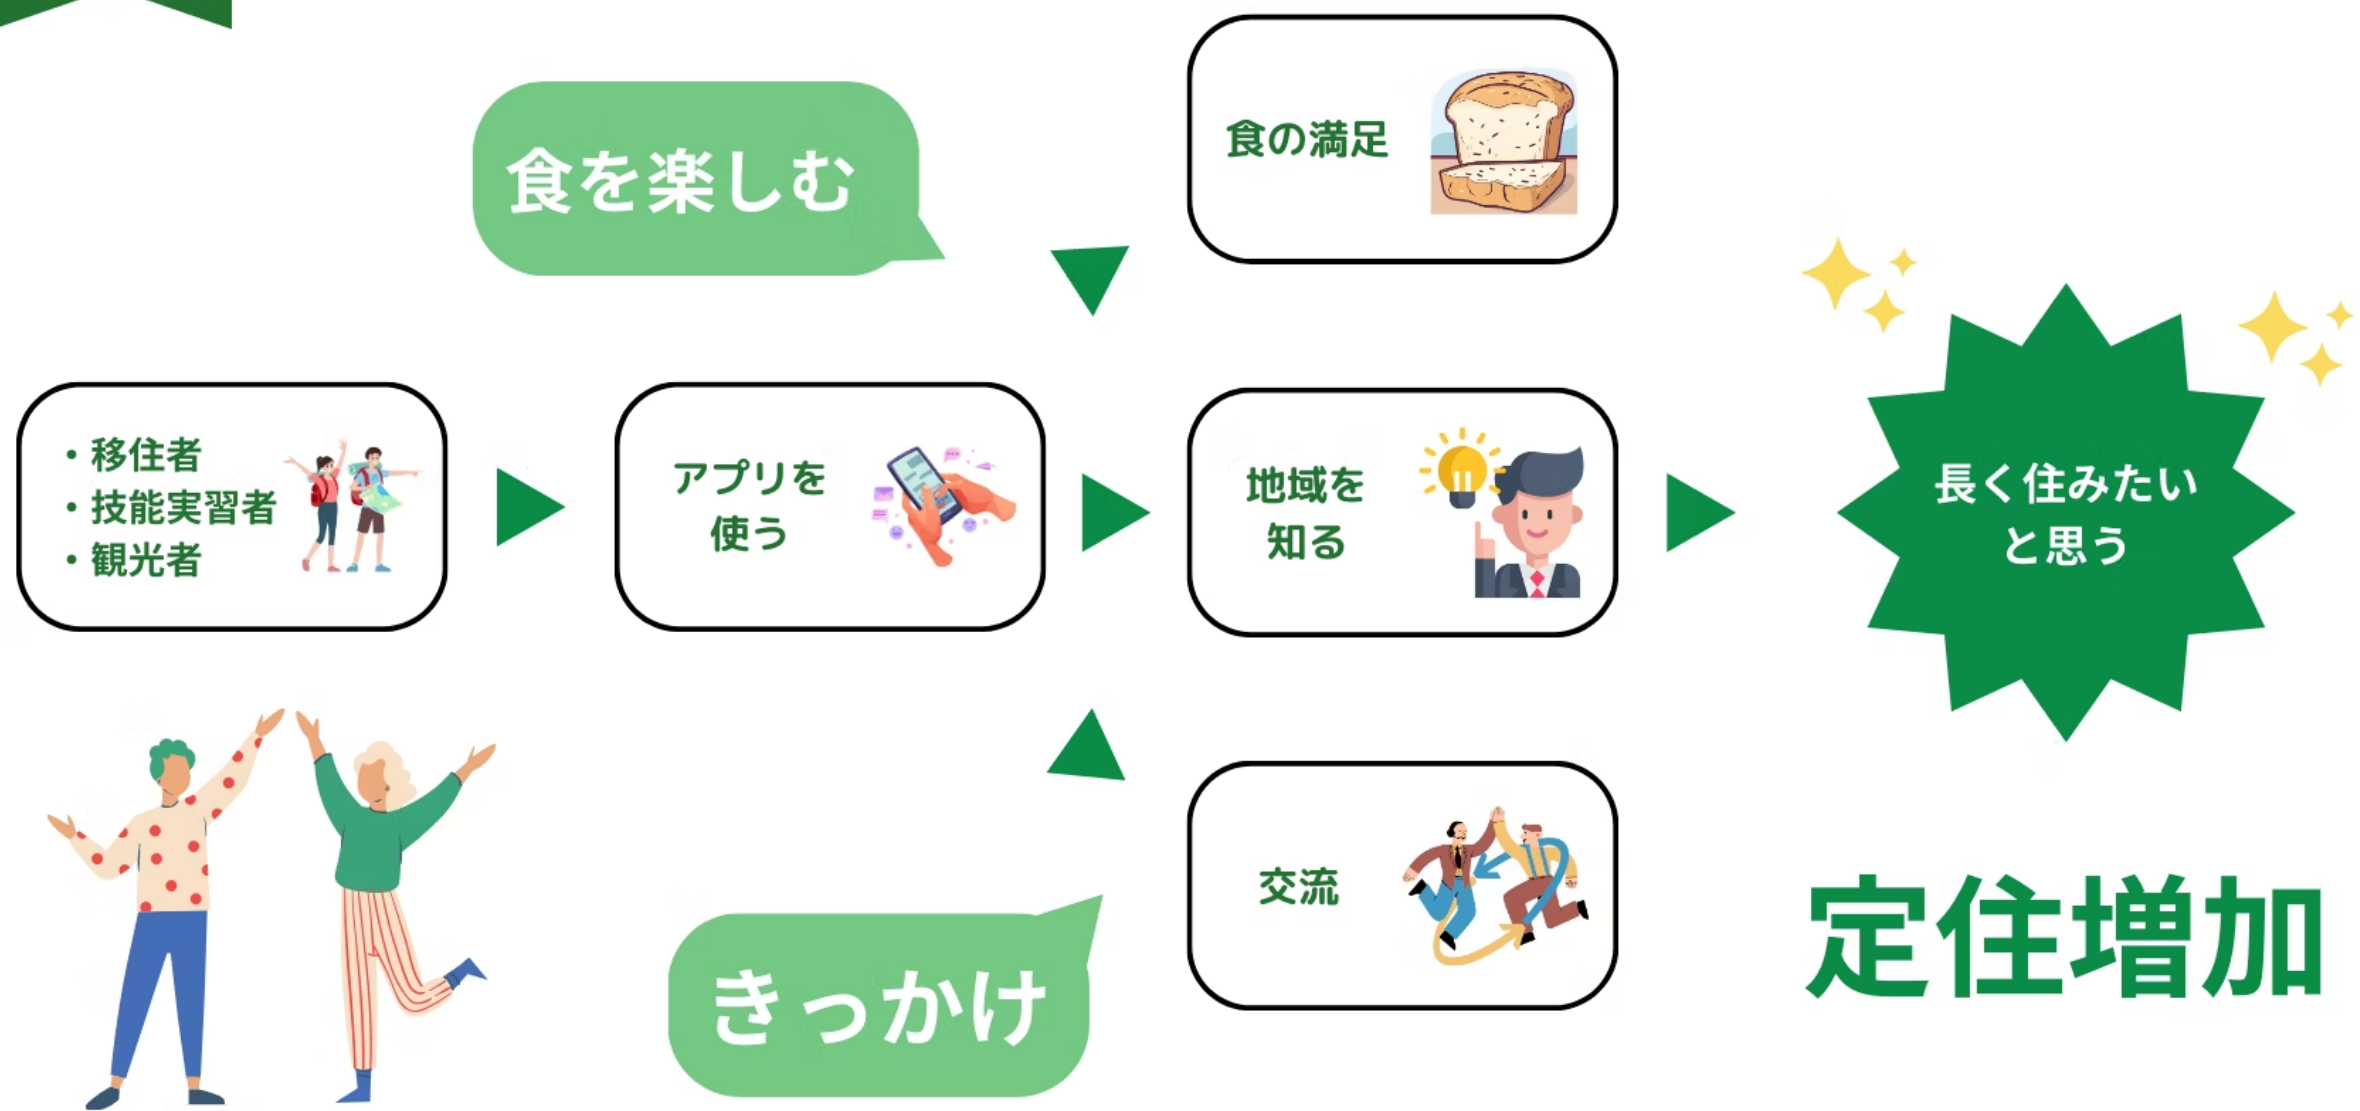 食を楽しむ
食の満足
・移住者
・技能実習者
・観光者
アプリを
使う
地域を
知る
長く住みたい
と思う
きっかけ
交流
定住増加